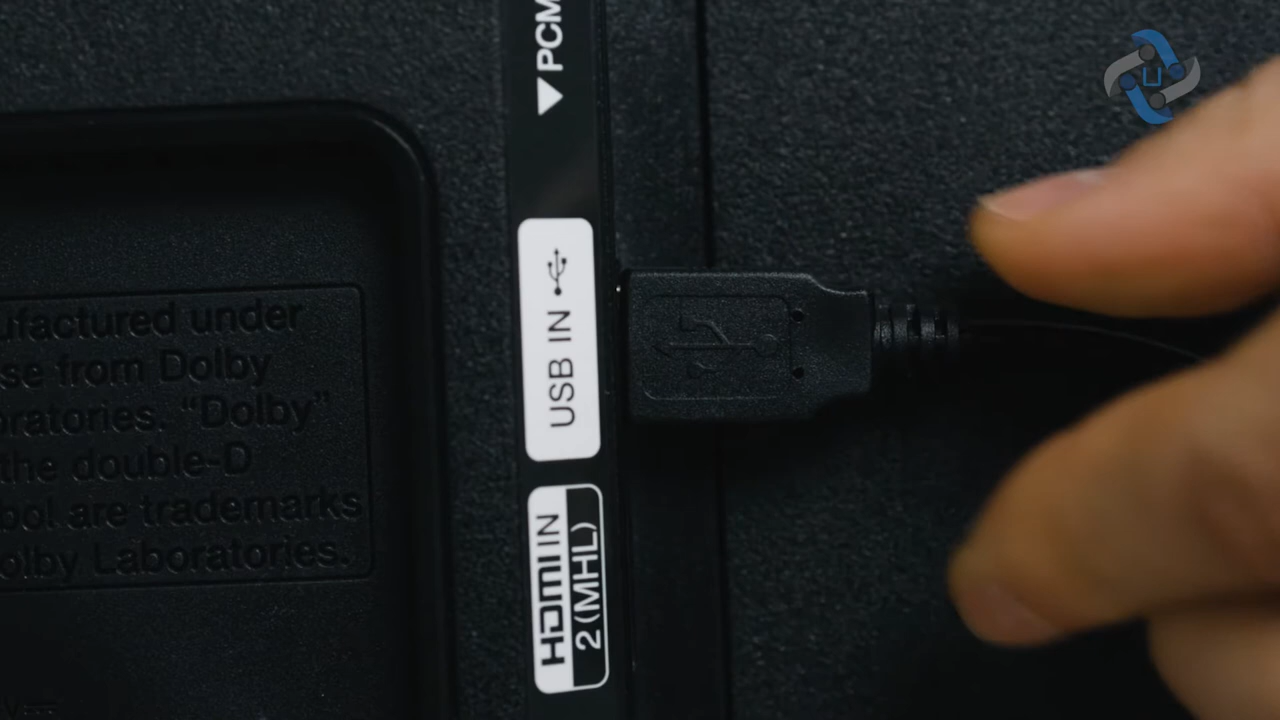 ▼PCM
USB IN
HDMI IN
2 (MHL)
ufactured under
se from Dolby
oratories. “Dolby”
the double-D
bol are trademarks
olby Laboratories.
V
U